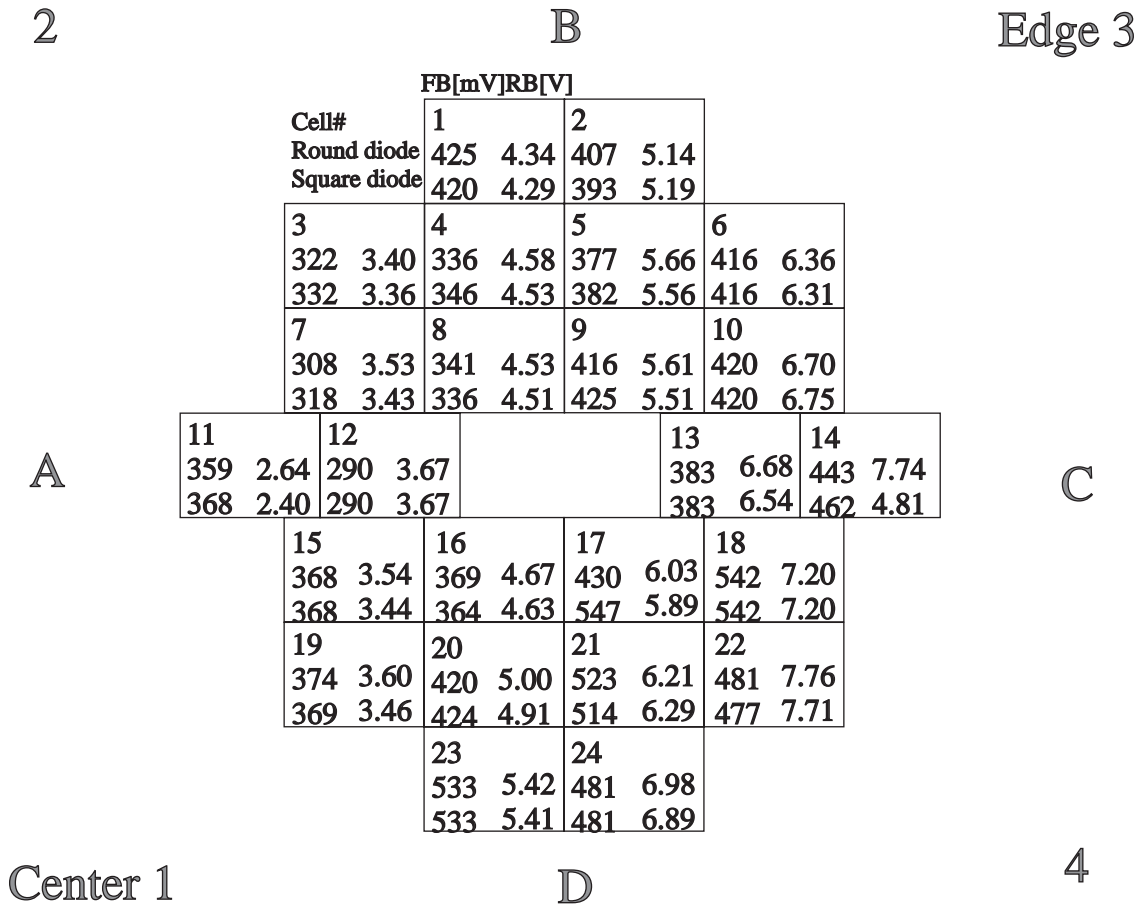 2 B Edge 3
FB[mV]RB[V]
Cell# 1 2
Round diode 425 4.34 407 5.14
Square diode 420 4.29 393 5.19
3 4 5 6
322 3.40 336 4.58 377 5.66 416 6.36
332 3.36 346 4.53 382 5.56 416 6.31
7 8 9 10
308 3.53 341 4.53 416 5.61 420 6.70
318 3.43 336 4.51 425 5.51 420 6.75
11 12 13 14
A 359 2.64 290 3.67 383 6.68 443 7.74 C
368 2.40 290 3.67 383 6.54 462 4.81
15 16 17 18
368 3.54 369 4.67 430 6.03 542 7.20
368 3.44 364 4.63 547 5.89 542 7.20
19 20 21 22
374 3.60 420 5.00 523 6.21 481 7.76
369 3.46 424 4.91 514 6.29 477 7.71
23 24
533 5.42 481 6.98
533 5.41 481 6.89
Center 1 D 4